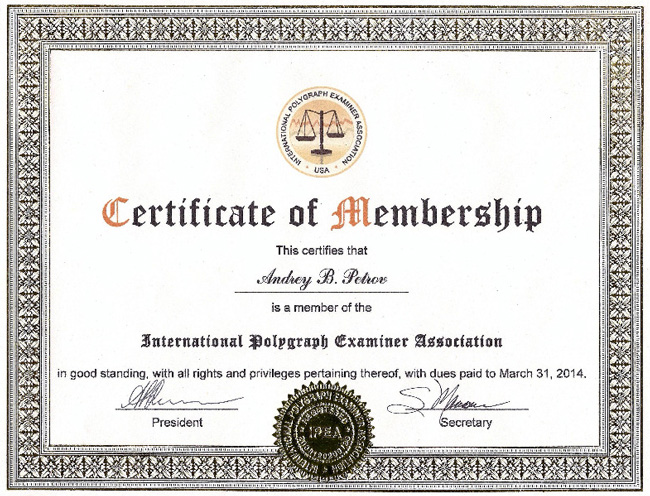 INTERNATIONAL POLYGRAPH EXAMINER ASSOCIATION
USA
Certificate of Membership
This certifies that
Andrey B. Petrov
is a member of the
International Polygraph Examiner Association
in good standing, with all rights and privileges pertaining thereof, with dues paid to March 31, 2014.
President
Secretary